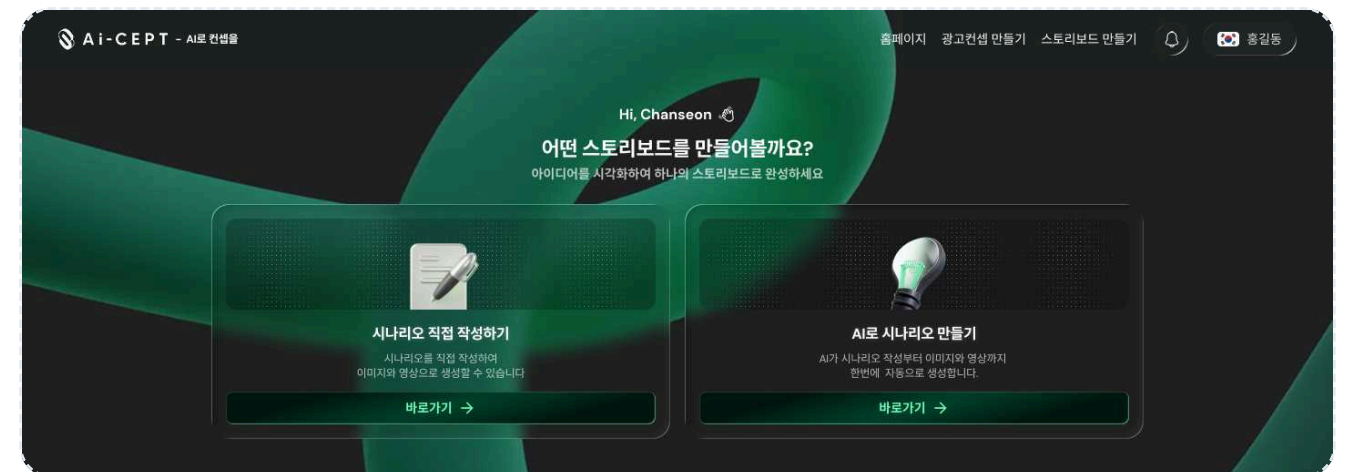 Ai-CEPT - AI로 컨셉을
홈페이지 광고컨셉 만들기 스토리보드 만들기 홍길동
Hi, Chanseon
어떤 스토리보드를 만들어볼까요?
아이디어를 시각화하여 하나의 스토리보드로 완성하세요
시나리오 직접 작성하기
시나리오를 직접 작성하여
이미지와 영상으로 생성할 수 있습니다
바로가기 →
AI로 시나리오 만들기
AI가 시나리오 작성부터 이미지와 영상까지
한번에 자동으로 생성합니다.
바로가기 →